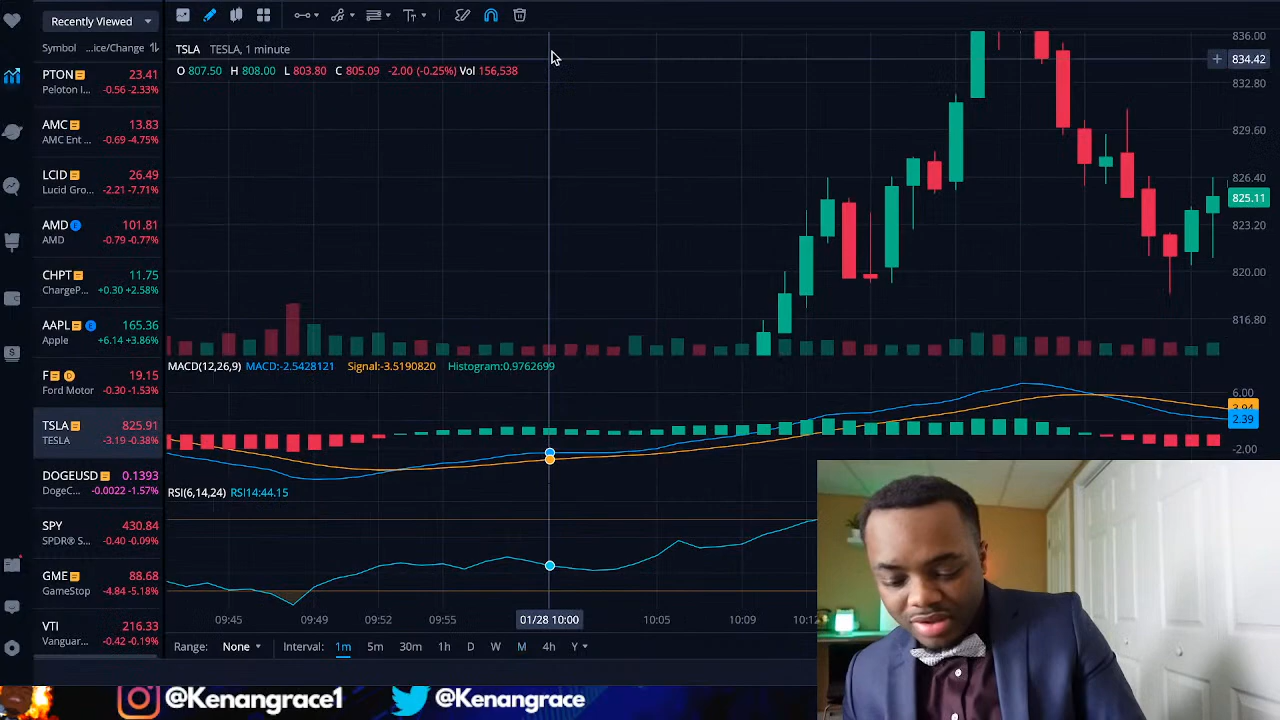 Recently Viewed
Symbol ...ice/Change
PTON 23.41
Peloton I... -0.56 -2.33%
AMC 13.83
AMC Ent... -0.69 -4.75%
LCID 26.49
Lucid Gro... -2.21 -7.71%
AMD E 101.81
AMD -0.79 -0.77%
CHPT 11.75
ChargeP... +0.30 +2.58%
AAPL E 165.36
Apple +6.14 +3.86%
F D 19.15
Ford Motor -0.30 -1.53%
TSLA 825.91
TESLA -3.19 -0.38%
DOGEUSD 0.1393
DogeC... -0.0022 -1.57%
SPY 430.84
SPDR® S... -0.40 -0.09%
GME 88.68
GameStop -4.84 -5.18%
VTI 216.33
Vanguar... -0.42 -0.19%
TSLA TESLA, 1 minute
O 807.50 H 808.00 L 803.80 C 805.09 -2.00 (-0.25%) Vol 156,538
836.00
834.42
832.80
829.60
826.40
825.11
823.20
820.00
816.80
MACD(12,26,9) MACD:-2.5428121 Signal:-3.5190820 Histogram:0.9762699
6.00
2.39
-2.00
RSI(6,14,24) RSI14:44.15
09:45 09:49 09:52 09:55 01/28 10:00 10:05 10:09 10:12
Range: None Interval: 1m 5m 30m 1h D W M 4h Y
@Kenangrace1 @Kenangrace